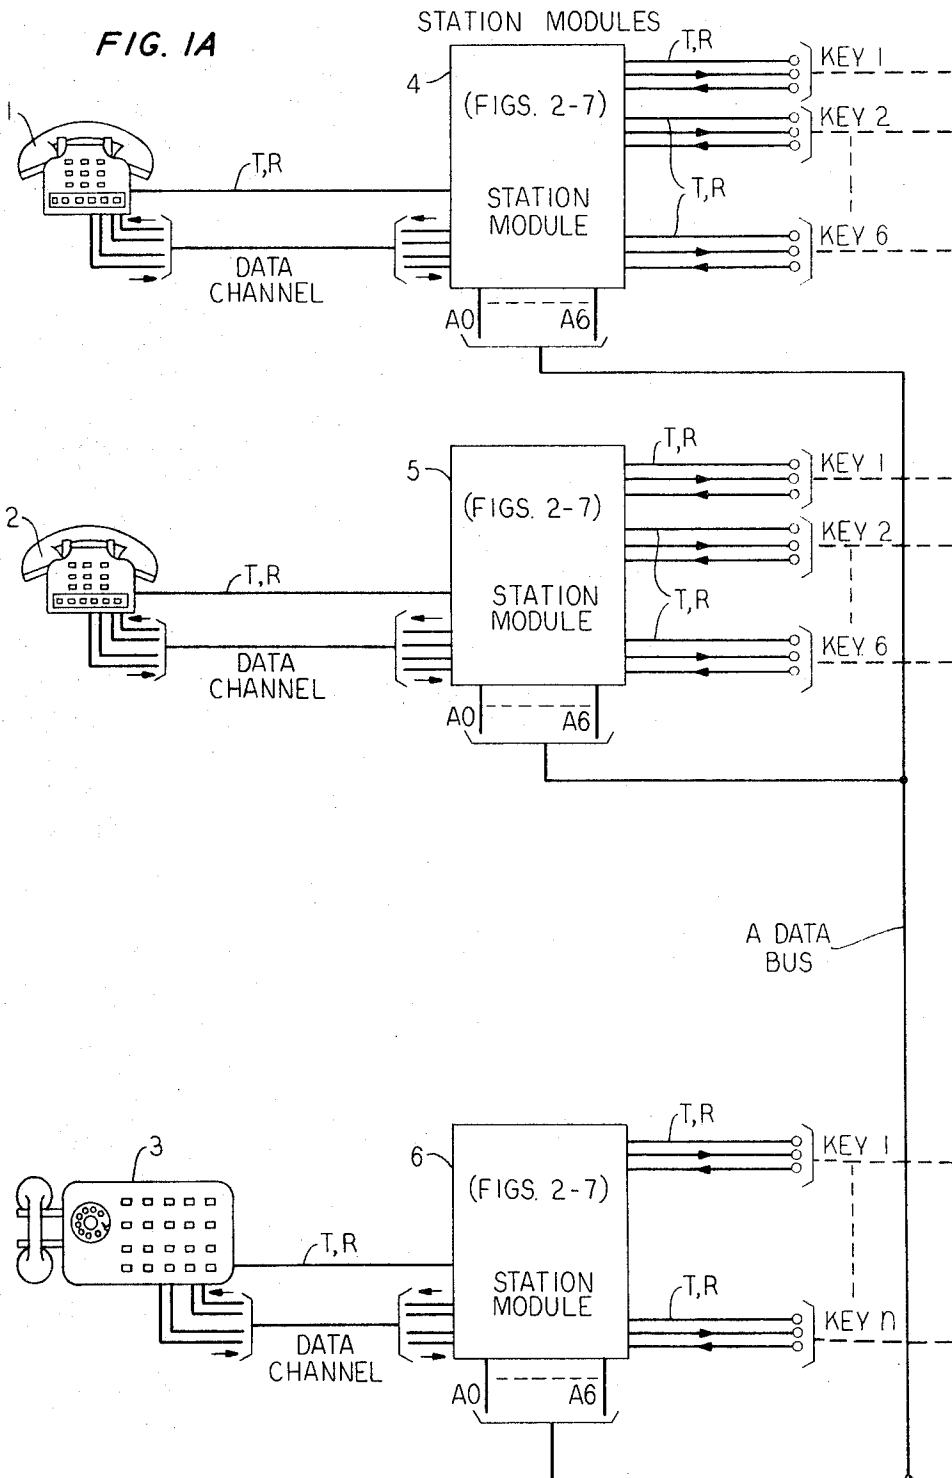 FIG. 1A
STATION MODULES
1
T,R
DATA
CHANNEL
4
(FIGS. 2-7)
STATION
MODULE
A0
A6
T,R
KEY 1
KEY 2
T,R
KEY 6
2
T,R
DATA
CHANNEL
5
(FIGS. 2-7)
STATION
MODULE
A0
A6
T,R
KEY 1
KEY 2
T,R
KEY 6
A DATA
BUS
3
T,R
DATA
CHANNEL
6
(FIGS. 2-7)
STATION
MODULE
A0
A6
T,R
KEY 1
T,R
KEY n